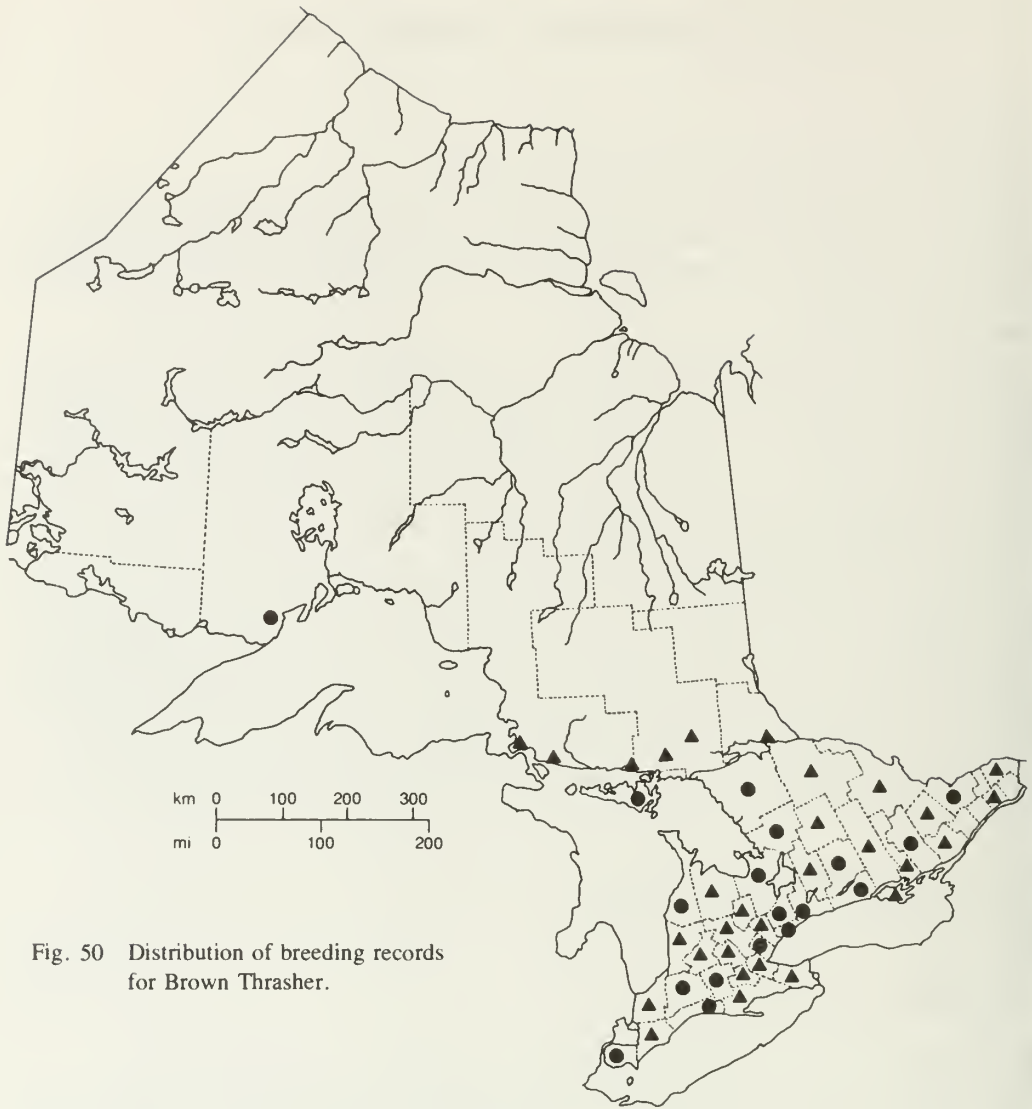 km 0 100 200 300
mi 0 100 200
Fig. 50 Distribution of breeding records
for Brown Thrasher.